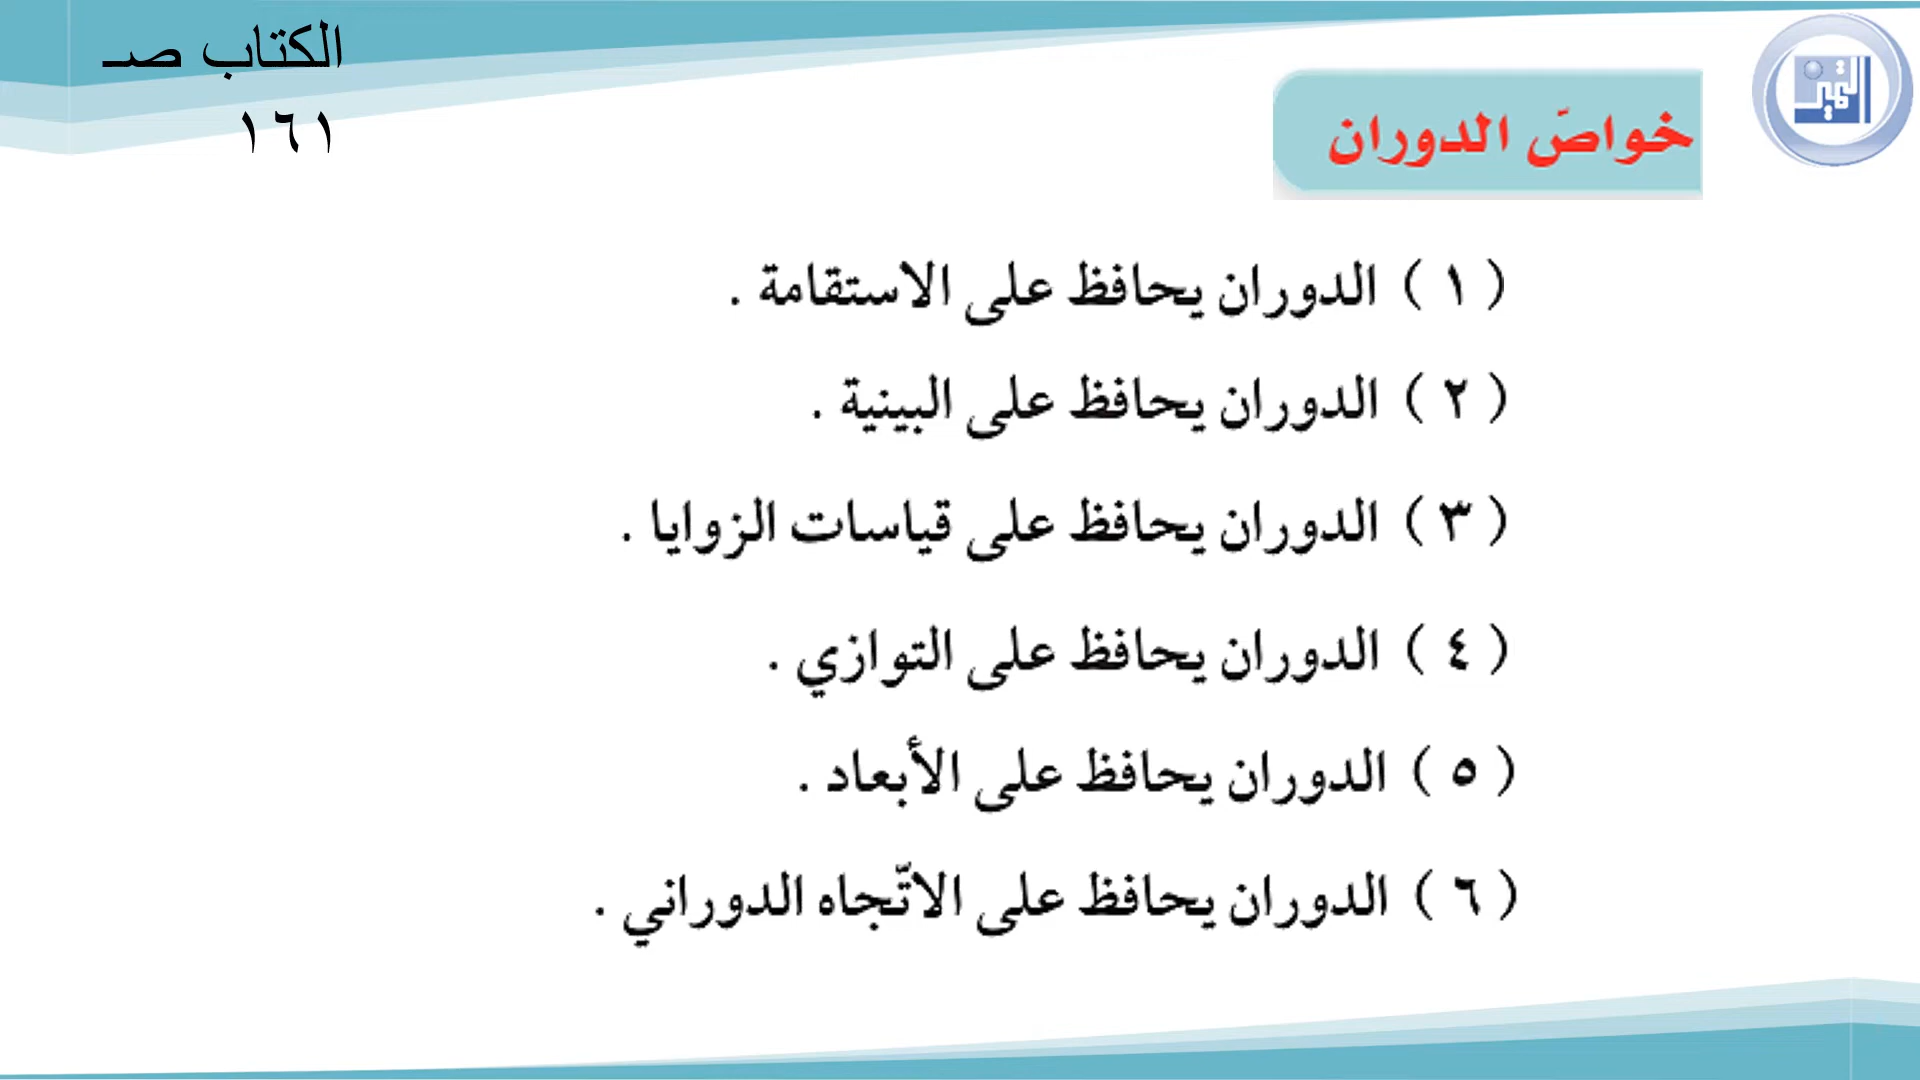 الكتاب صـ
١٦١
التميز
خواصّ الدوران
( ١ ) الدوران يحافظ على الاستقامة .
( ٢ ) الدوران يحافظ على البينية .
( ٣ ) الدوران يحافظ على قياسات الزوايا .
( ٤ ) الدوران يحافظ على التوازي .
( ٥ ) الدوران يحافظ على الأبعاد .
( ٦ ) الدوران يحافظ على الاتّجاه الدوراني .